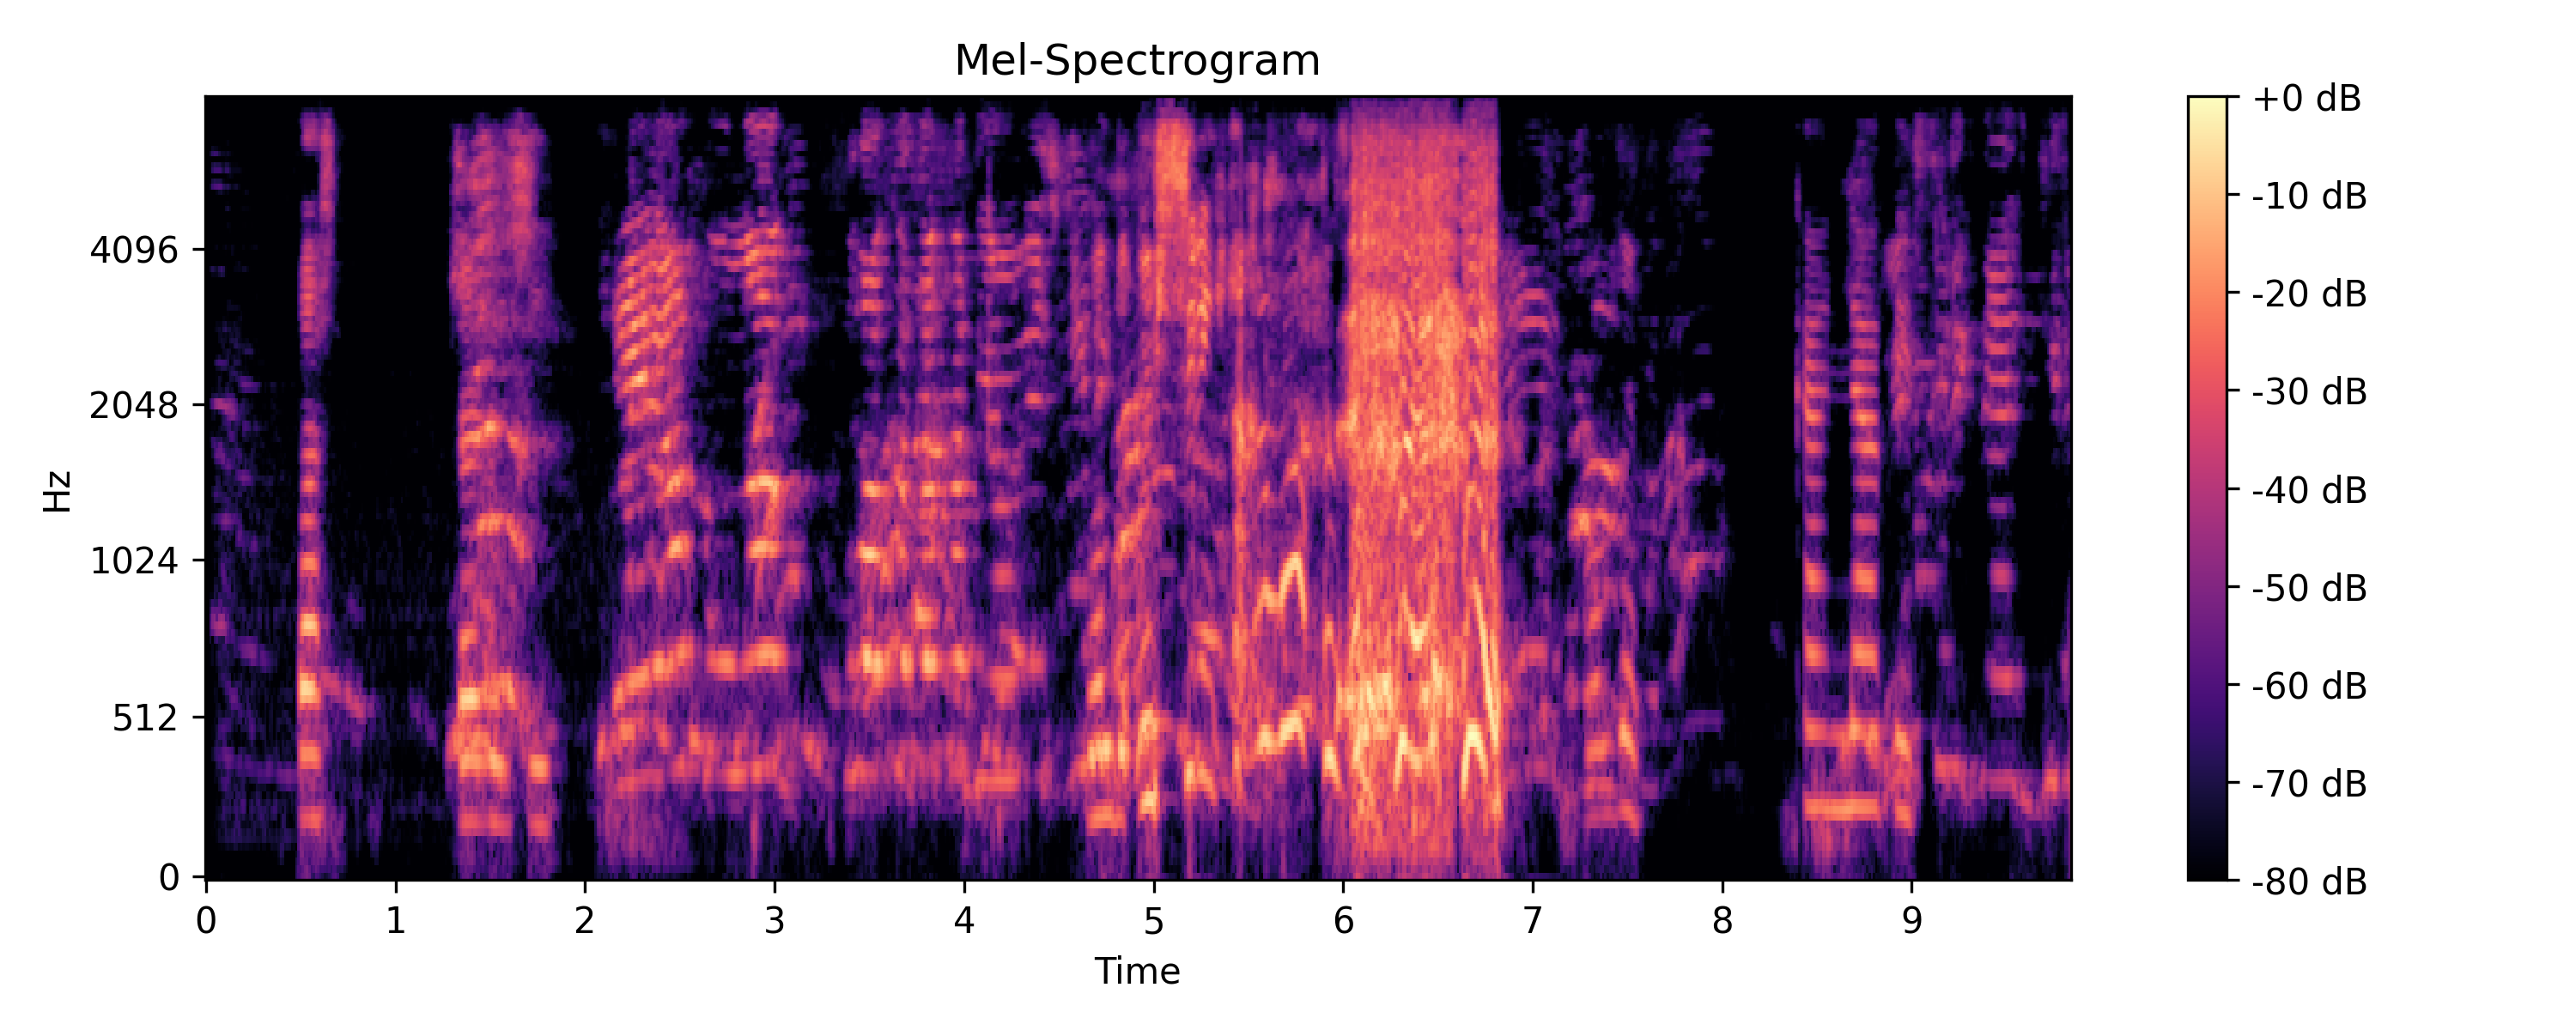 Mel-Spectrogram
+0 dB
-10 dB
-20 dB
-30 dB
-40 dB
-50 dB
-60 dB
-70 dB
-80 dB
Hz
4096
2048
1024
512
0
0 1 2 3 4 5 6 7 8 9
Time